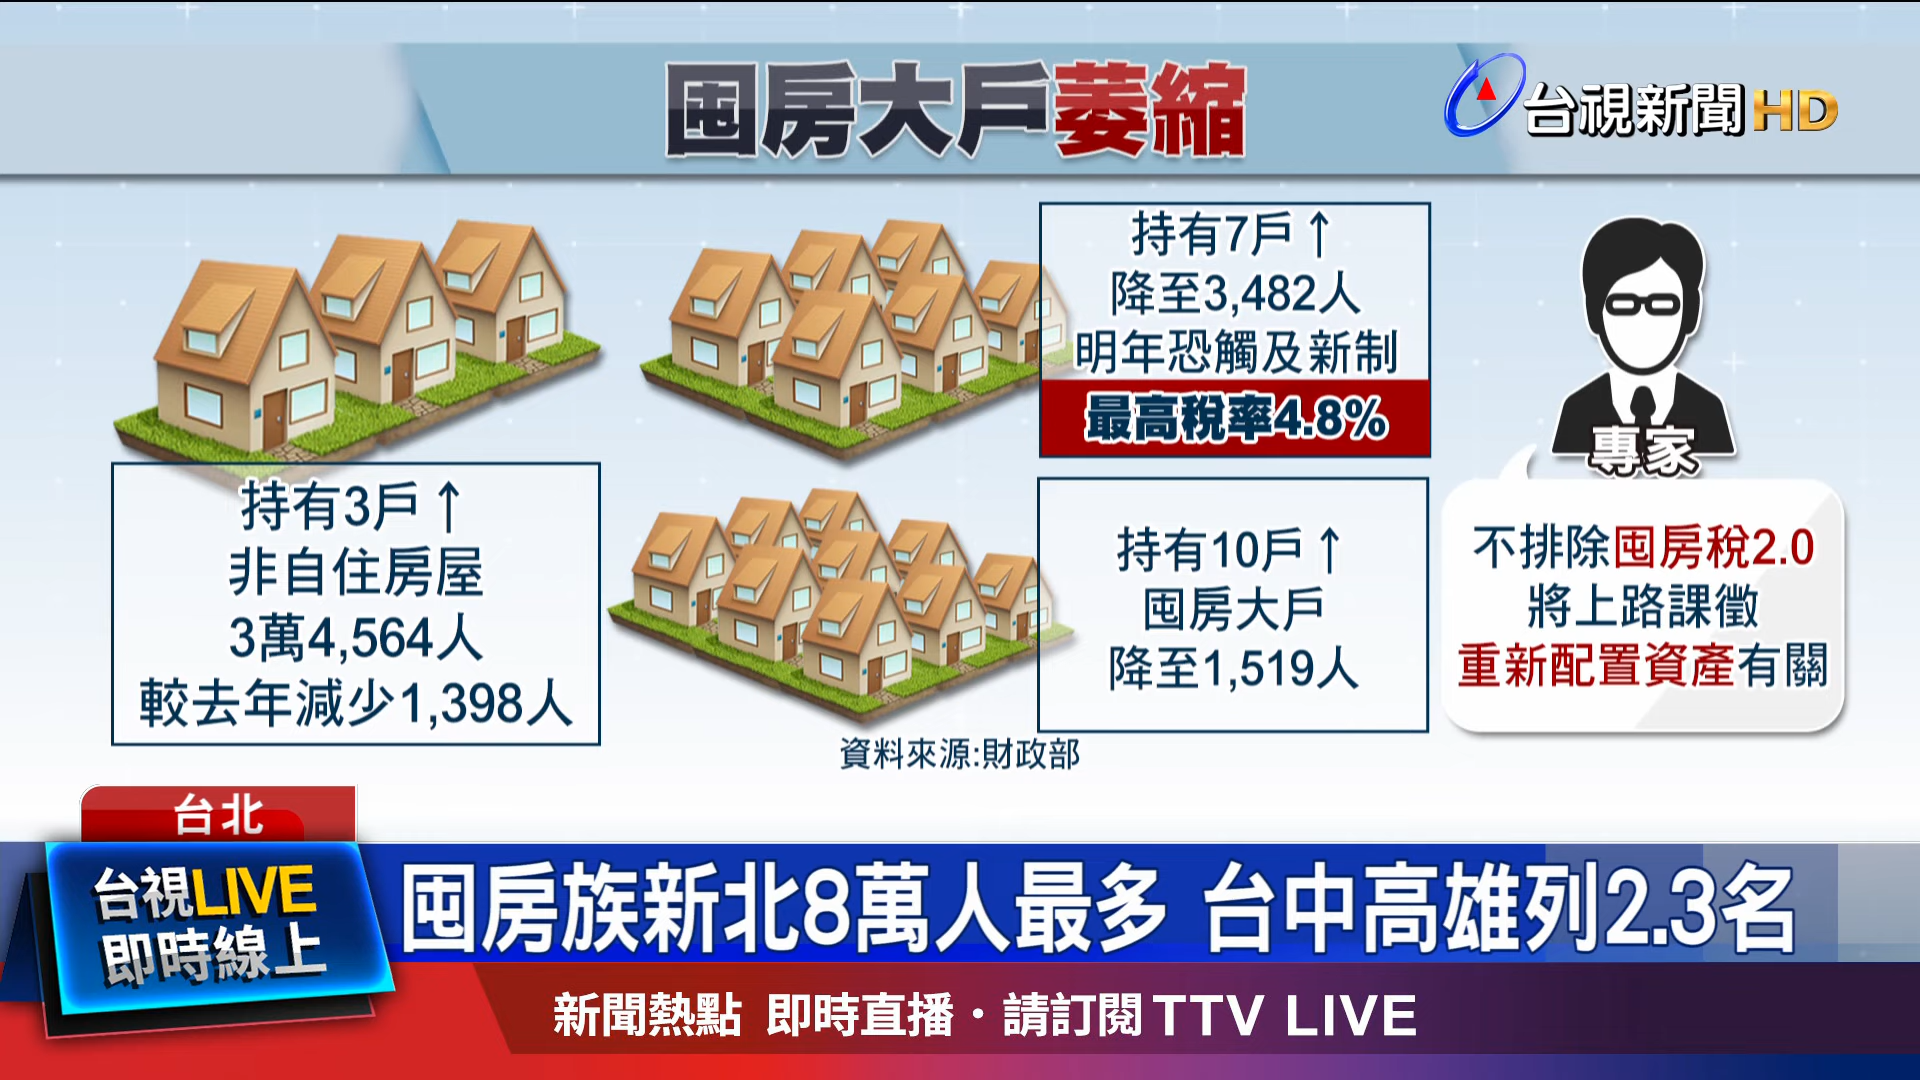 囤房大戶萎縮
台視新聞HD
持有3戶↑
非自住房屋
3萬4,564人
較去年減少1,398人
持有7戶↑
降至3,482人
明年恐觸及新制
最高稅率4.8%
持有10戶↑
囤房大戶
降至1,519人
專家
不排除囤房稅2.0
將上路課徵
重新配置資產有關
資料來源:財政部
台北
台視LIVE
即時線上
囤房族新北8萬人最多 台中高雄列2.3名
新聞熱點 即時直播・請訂閱TTV LIVE